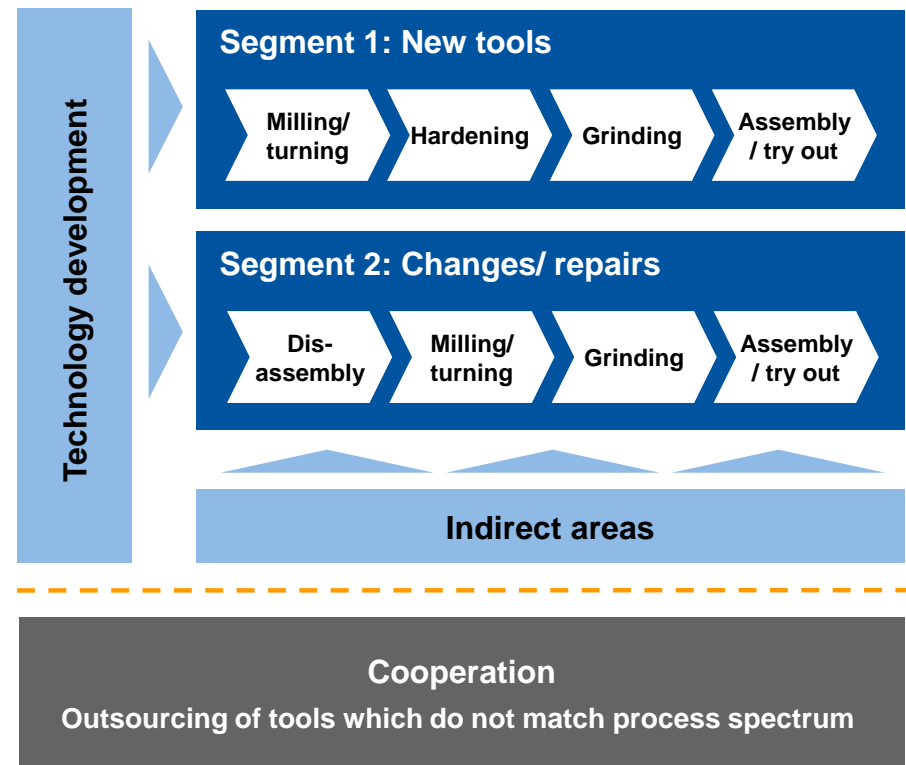 Technology development
Segment 1: New tools
Milling/
turning
Hardening
Grinding
Assembly
/ try out
Segment 2: Changes/ repairs
Dis-
assembly
Milling/
turning
Grinding
Assembly
/ try out
Indirect areas
Cooperation
Outsourcing of tools which do not match process spectrum